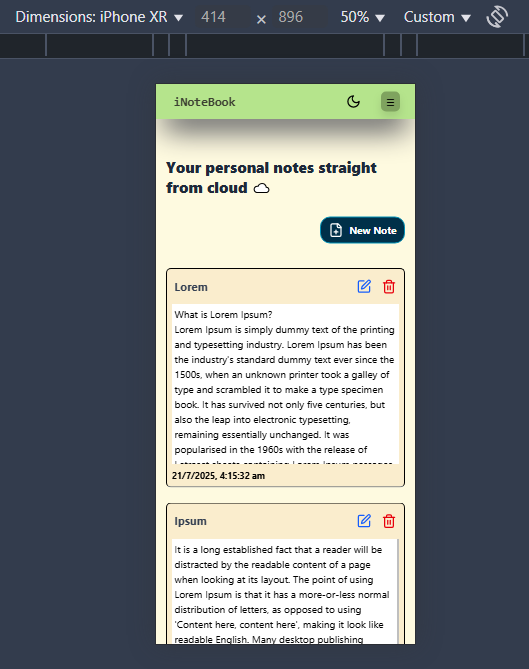 Dimensions: iPhone XR 414 × 896 50% Custom
iNoteBook
Your personal notes straight
from cloud
New Note
Lorem
What is Lorem Ipsum?
Lorem Ipsum is simply dummy text of the printing
and typesetting industry. Lorem Ipsum has been
the industry's standard dummy text ever since the
1500s, when an unknown printer took a galley of
type and scrambled it to make a type specimen
book. It has survived not only five centuries, but
also the leap into electronic typesetting,
remaining essentially unchanged. It was
popularised in the 1960s with the release of
Letraset sheets containing Lorem Ipsum passages
21/7/2025, 4:15:32 am
Ipsum
It is a long established fact that a reader will be
distracted by the readable content of a page
when looking at its layout. The point of using
Lorem Ipsum is that it has a more-or-less normal
distribution of letters, as opposed to using
'Content here, content here', making it look like
readable English. Many desktop publishing